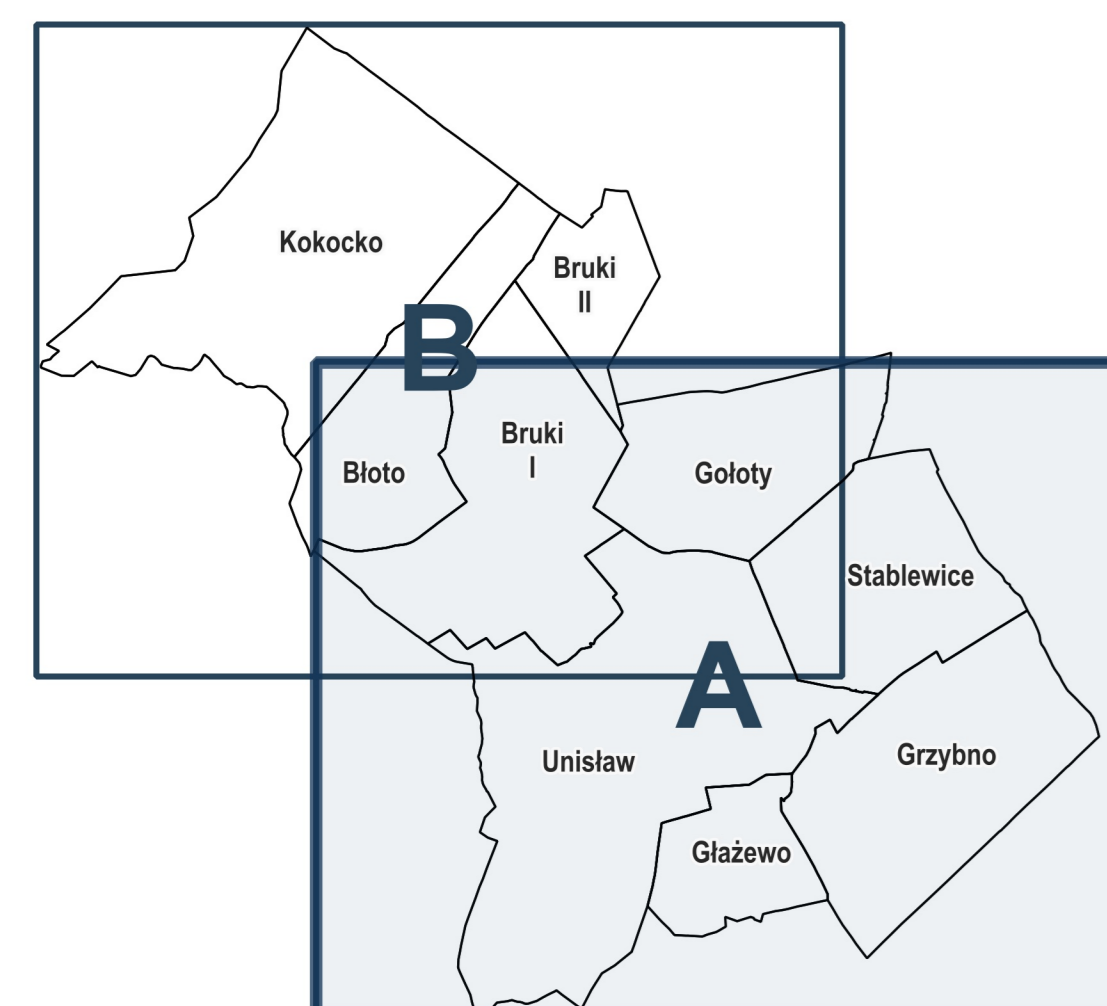 Kokocko
Bruki
II
B
Bruki
I
Błoto
Gołoty
Stablewice
A
Unisław
Grzybno
Głażewo